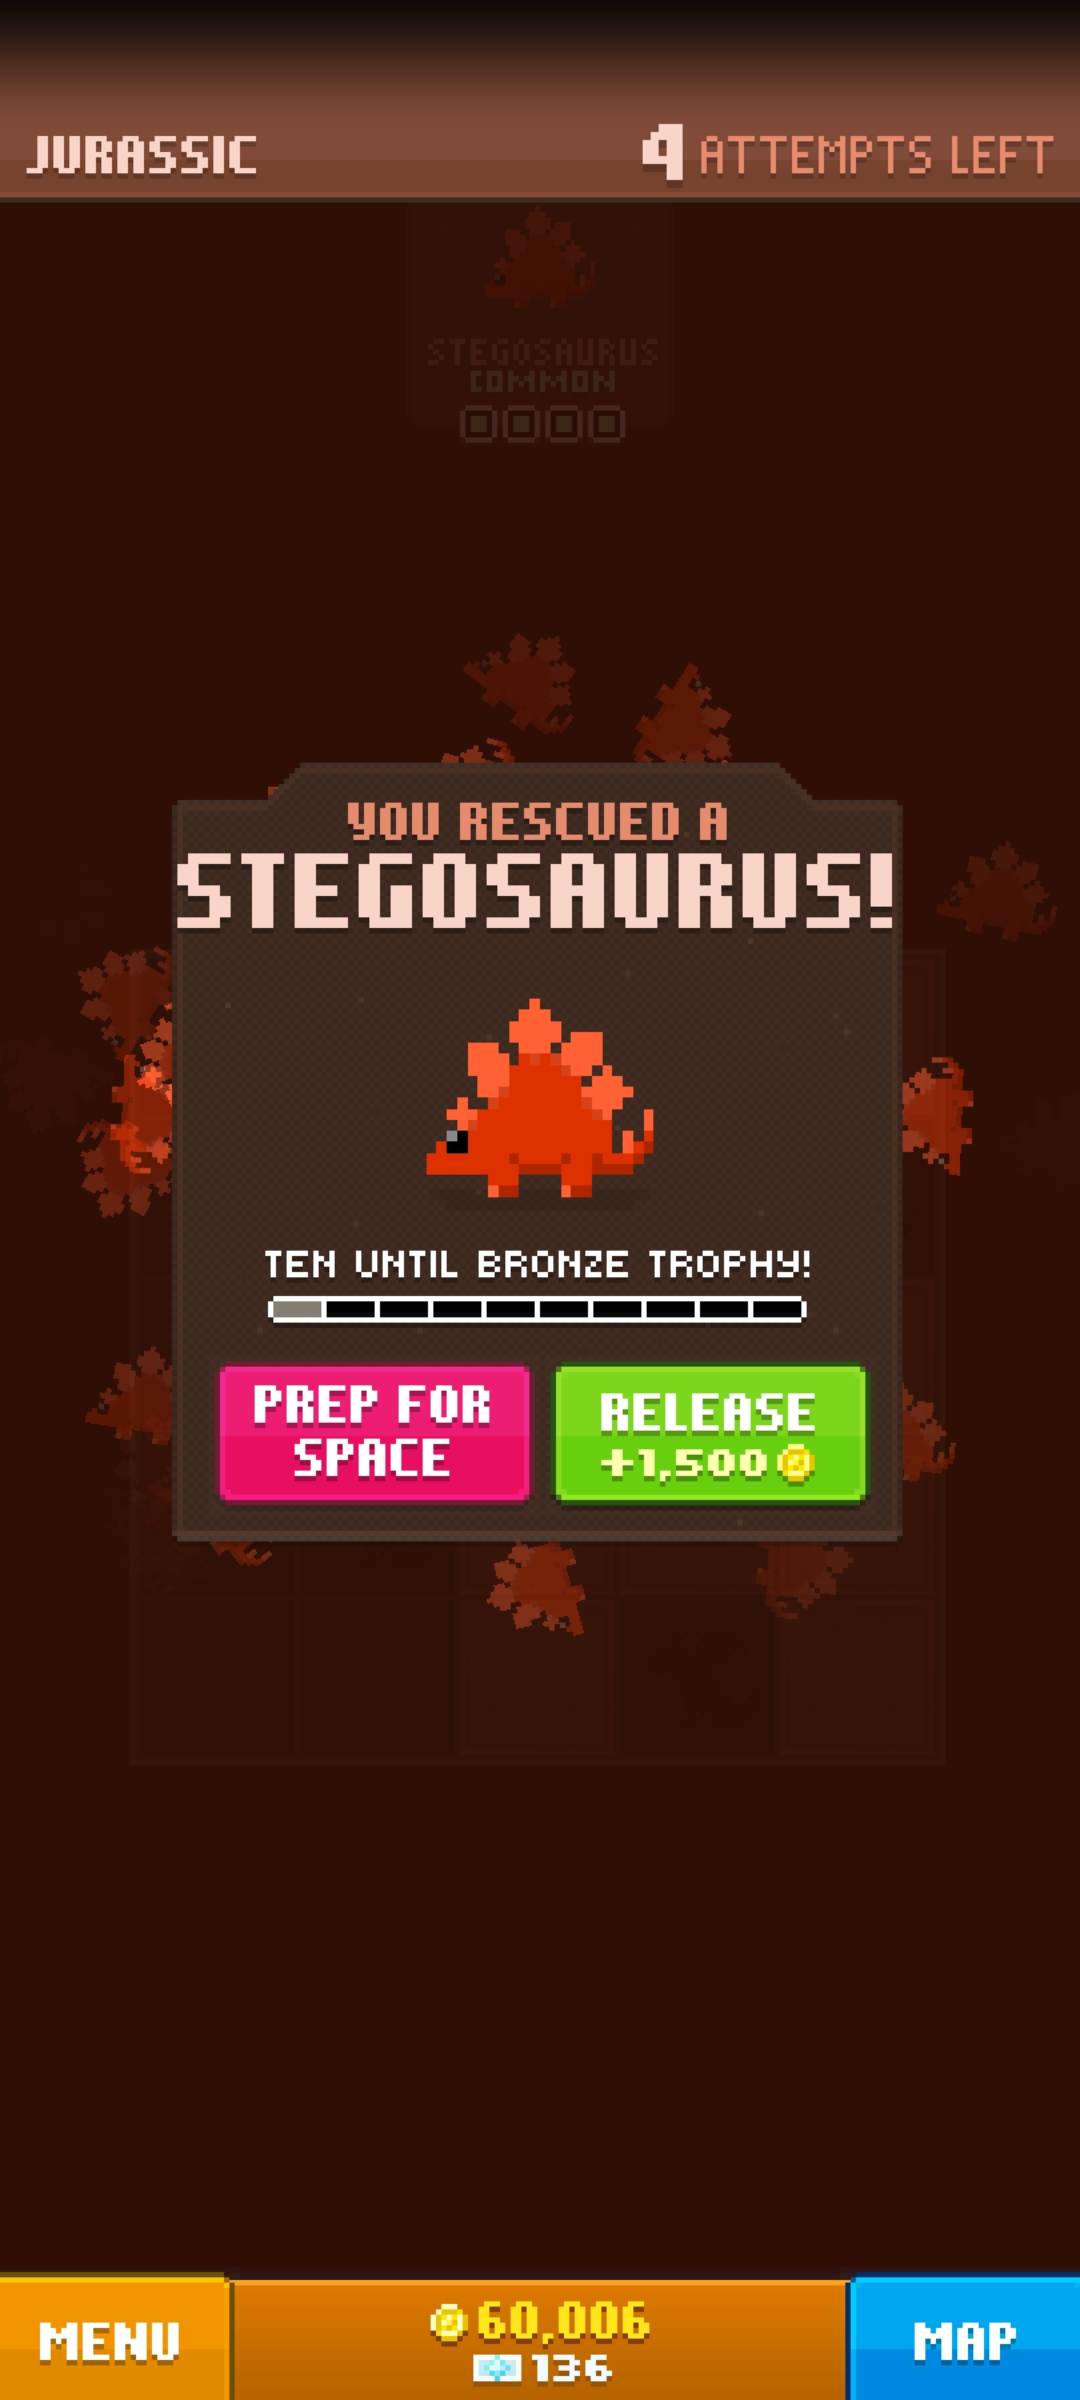 JURASSIC
4 ATTEMPTS LEFT
STEGOSAURUS
COMMON
YOU RESCUED A
STEGOSAURUS!
TEN UNTIL BRONZE TROPHY!
PREP FOR
SPACE
RELEASE
+1,500
MENU
60,006
136
MAP